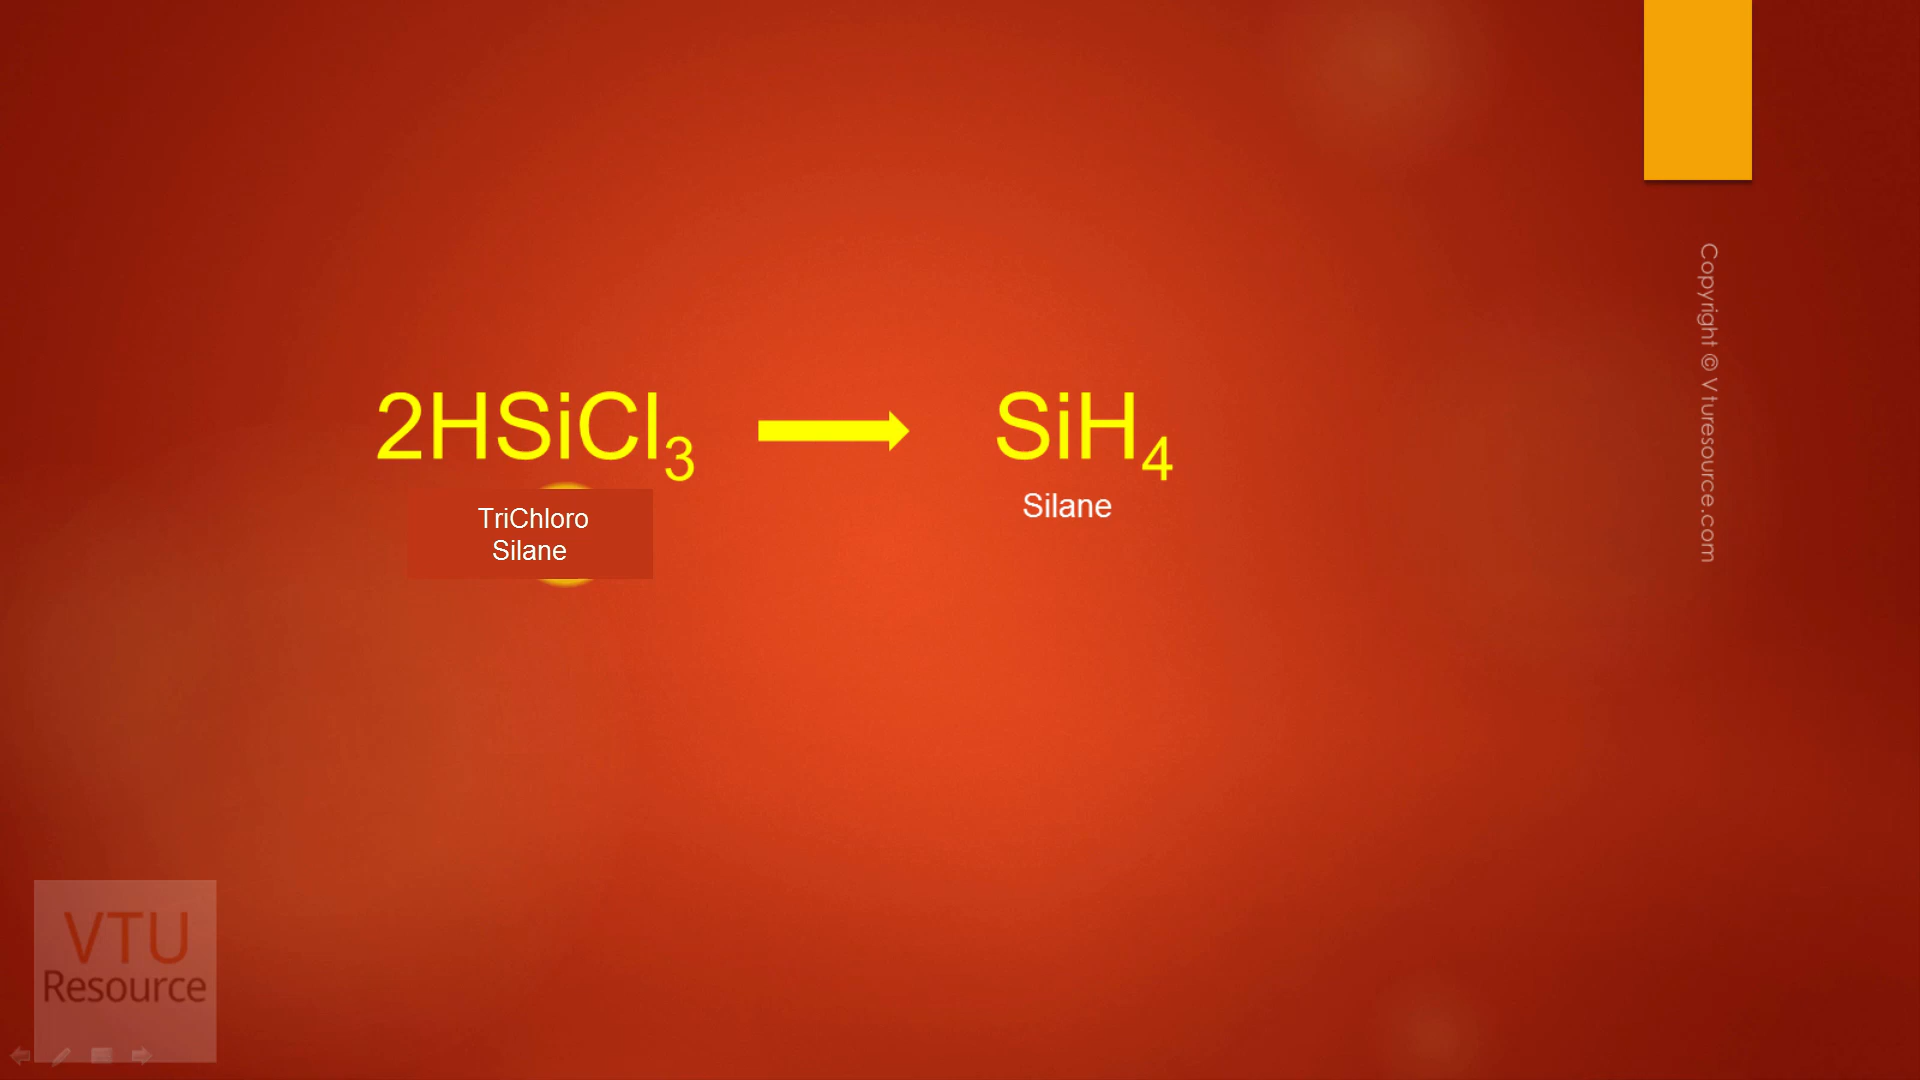 2HSiCl₃ → SiH₄
TriChloro
Silane
Silane
Copyright © Vturesource.com
VTU
Resource